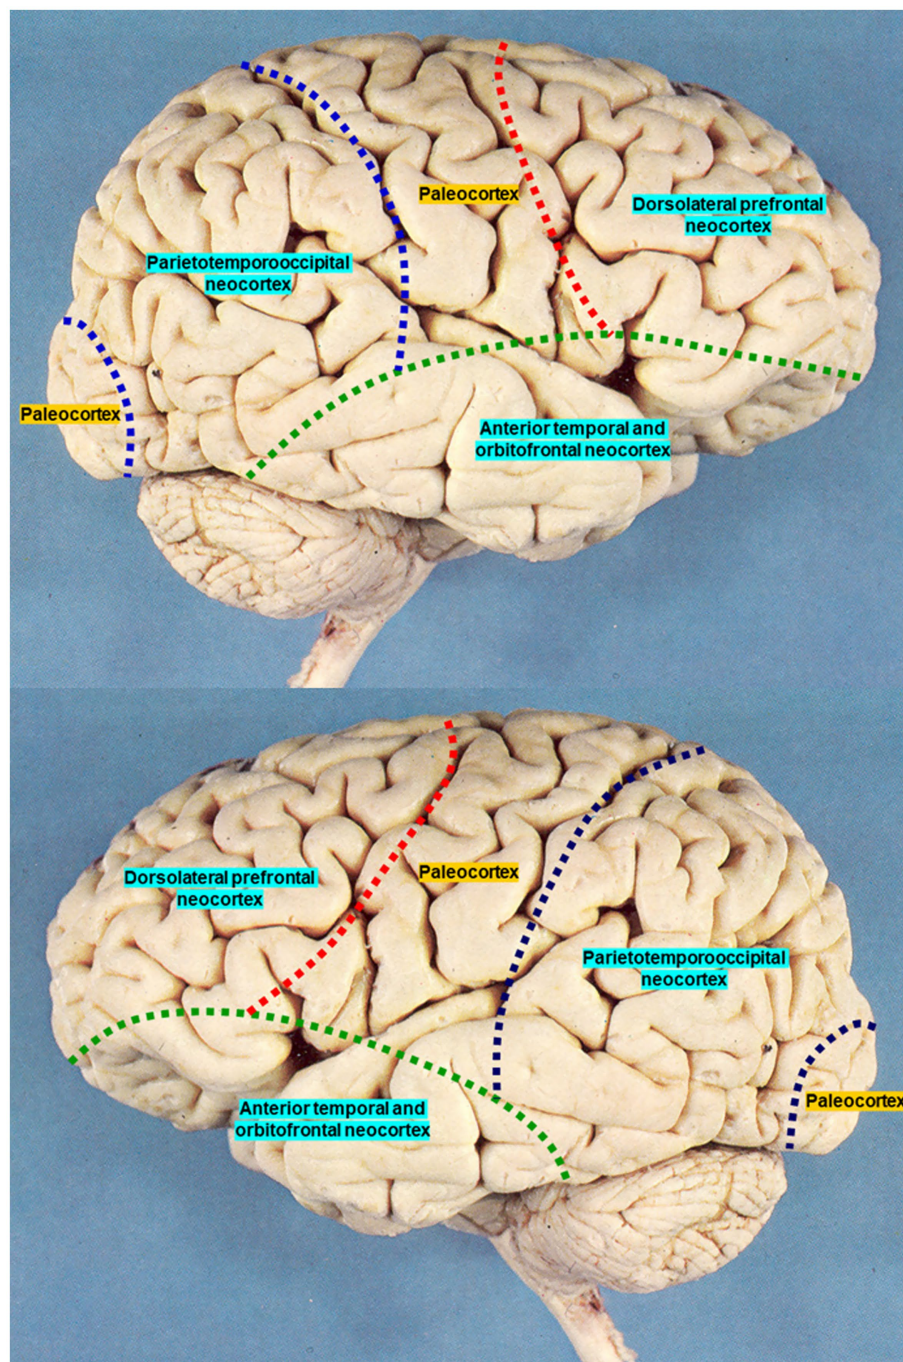 Paleocortex
Dorsolateral prefrontal
neocortex
Parietotemporooccipital
neocortex
Paleocortex
Anterior temporal and
orbitofrontal neocortex
Dorsolateral prefrontal
neocortex
Paleocortex
Parietotemporooccipital
neocortex
Anterior temporal and
orbitofrontal neocortex
Paleocortex